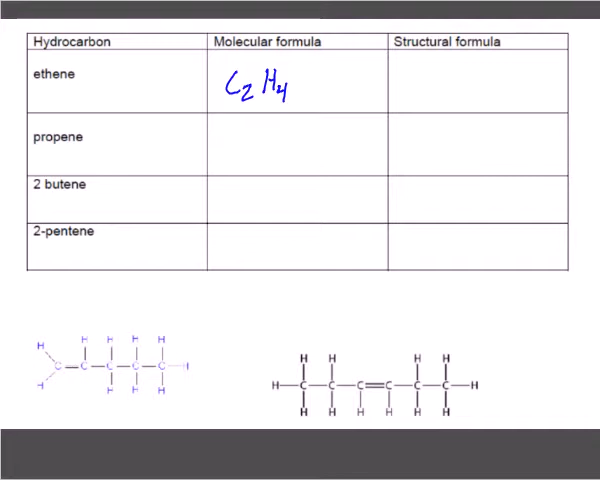 Hydrocarbon Molecular formula Structural formula
ethene C2H4
propene
2 butene
2-pentene
H H H H H
C=C—C—C—C—H
H H H H
H H H H
H—C—C—C=C—C—C—H
H H H H H H